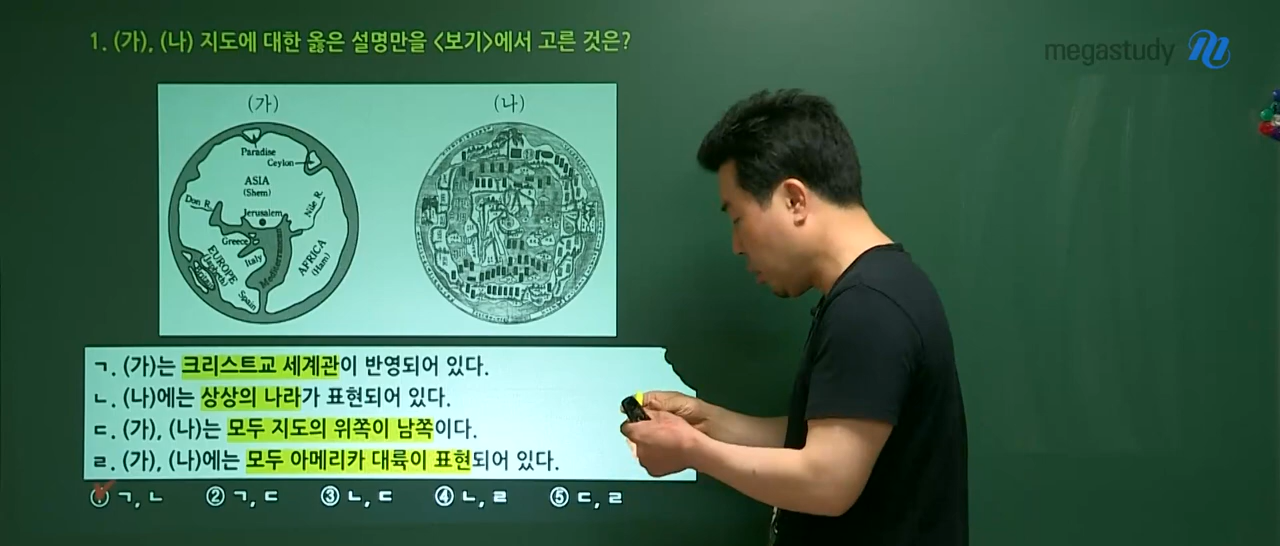 1. (가), (나) 지도에 대한 옳은 설명만을 <보기>에서 고른 것은?
megastudy
(가)
(나)
Paradise
Ceylon
ASIA
(Shem)
Don R.
Jerusalem
Nile R.
Greece
Italy
EUROPE
(Japheth)
Mediterranean
AFRICA
(Ham)
Spain
ㄱ. (가)는 크리스트교 세계관이 반영되어 있다.
ㄴ. (나)에는 상상의 나라가 표현되어 있다.
ㄷ. (가), (나)는 모두 지도의 위쪽이 남쪽이다.
ㄹ. (가), (나)에는 모두 아메리카 대륙이 표현되어 있다.
① ㄱ, ㄴ ② ㄱ, ㄷ ③ ㄴ, ㄷ ④ ㄴ, ㄹ ⑤ ㄷ, ㄹ